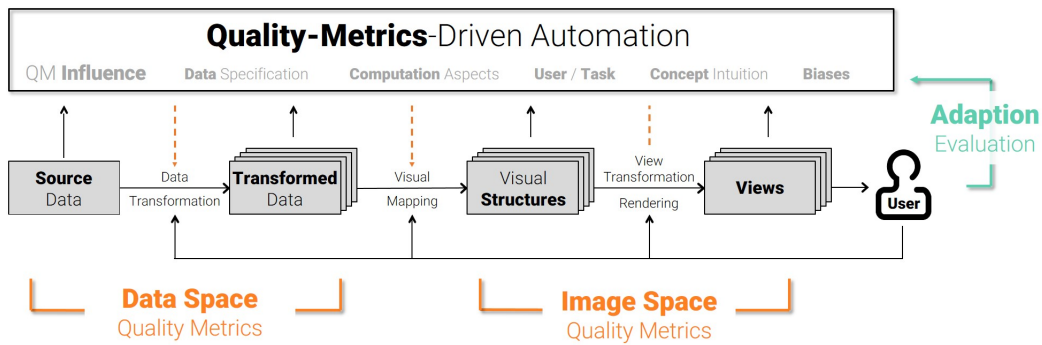 Quality-Metrics-Driven Automation
QM Influence Data Specification Computation Aspects User / Task Concept Intuition Biases
Adaption
Evaluation
Source
Data
Data
Transformation
Transformed
Data
Visual
Mapping
Visual
Structures
View
Transformation
Rendering
Views
User
Data Space
Quality Metrics
Image Space
Quality Metrics